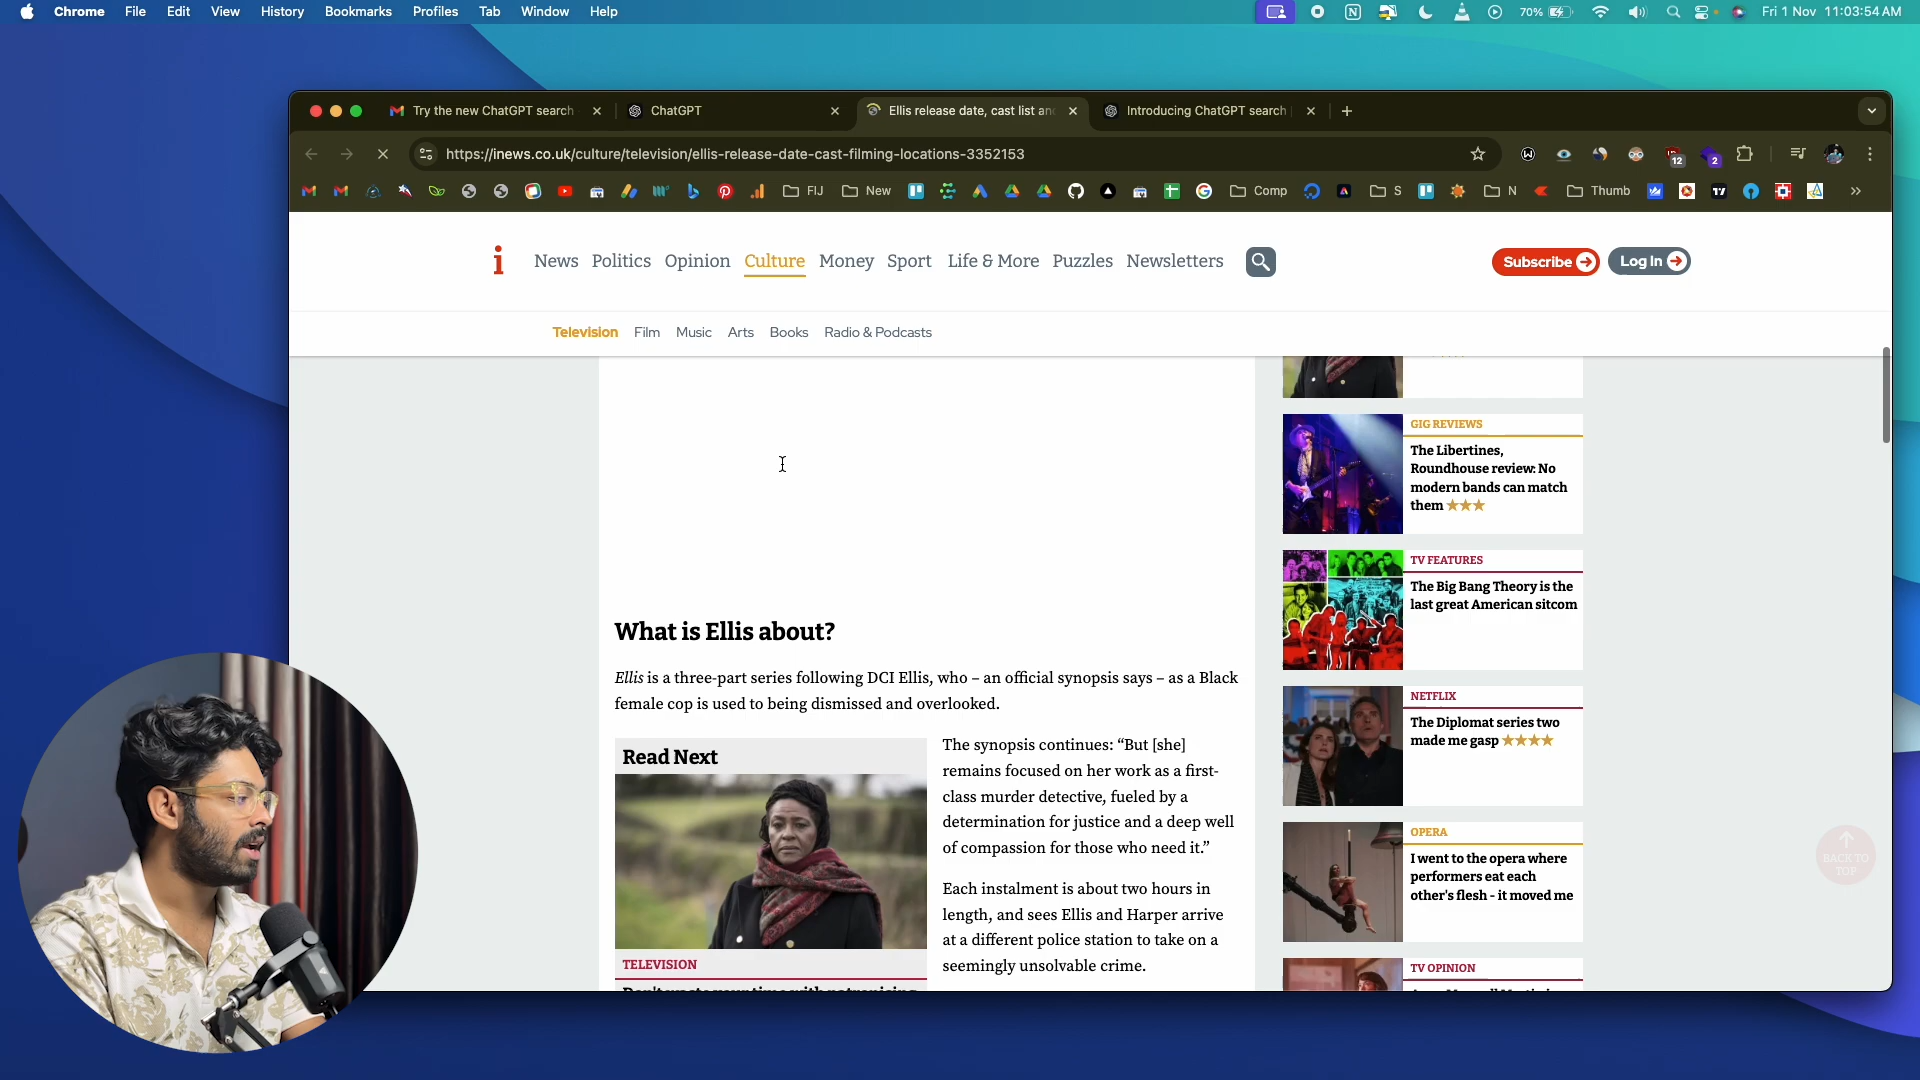 Chrome File Edit View History Bookmarks Profiles Tab Window Help
70% Fri 1 Nov 11:03:54 AM
Try the new ChatGPT search
ChatGPT
Ellis release date, cast list an
Introducing ChatGPT search
https://inews.co.uk/culture/television/ellis-release-date-cast-filming-locations-3352153
12
2
FIJ
New
Comp
S
N
Thumb
i
News Politics Opinion Culture Money Sport Life & More Puzzles Newsletters
Subscribe
Log In
Television Film Music Arts Books Radio & Podcasts
What is Ellis about?
Ellis is a three-part series following DCI Ellis, who – an official synopsis says – as a Black
female cop is used to being dismissed and overlooked.
Read Next
TELEVISION
The synopsis continues: “But [she]
remains focused on her work as a first-
class murder detective, fueled by a
determination for justice and a deep well
of compassion for those who need it.”
Each instalment is about two hours in
length, and sees Ellis and Harper arrive
at a different police station to take on a
seemingly unsolvable crime.
GIG REVIEWS
The Libertines,
Roundhouse review: No
modern bands can match
them ★★★
TV FEATURES
The Big Bang Theory is the
last great American sitcom
NETFLIX
The Diplomat series two
made me gasp ★★★★
OPERA
I went to the opera where
performers eat each
other's flesh - it moved me
TV OPINION
BACK TO
TOP